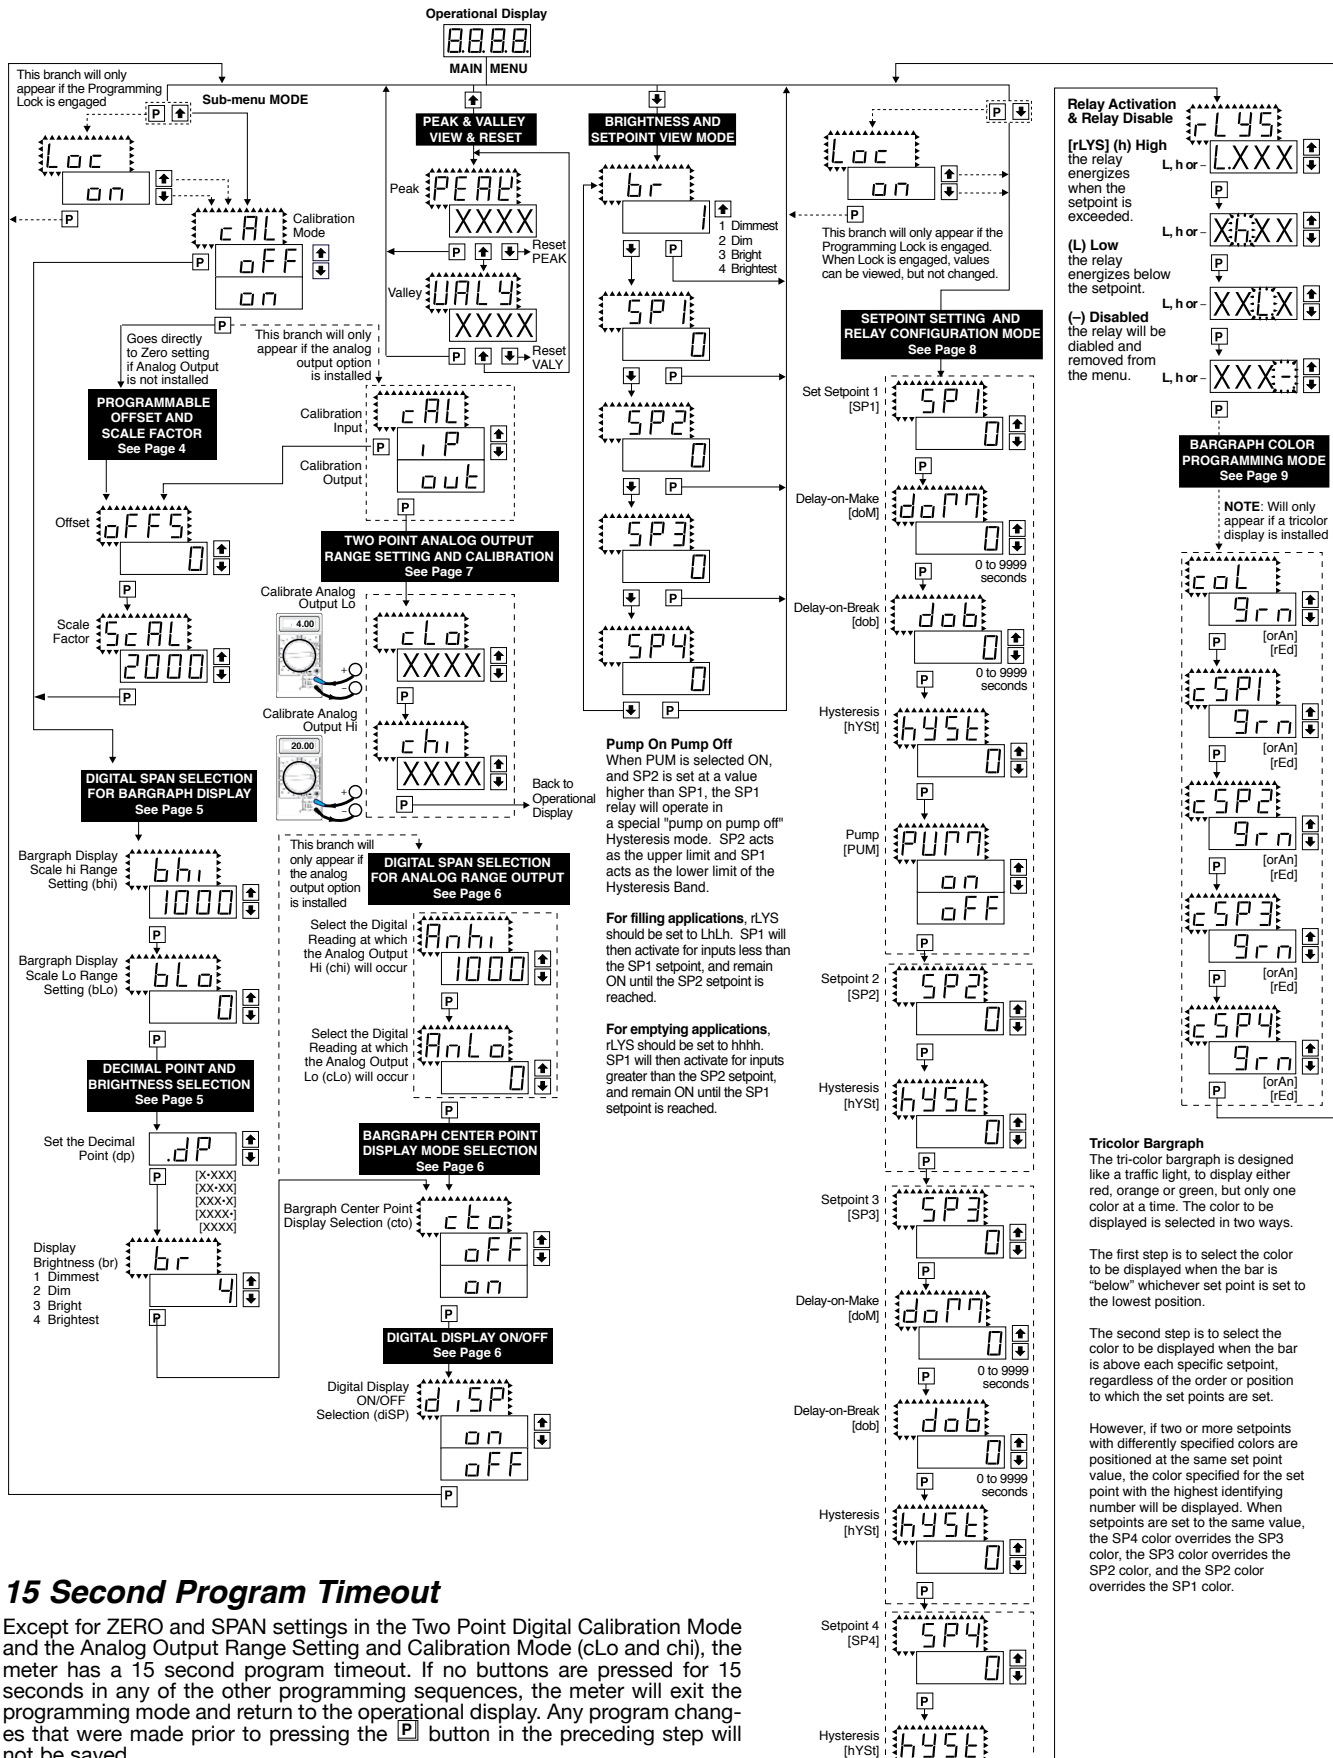 Operational Display
8.8.8.8.
MAIN MENU
This branch will only
appear if the Programming
Lock is engaged
Sub-menu MODE
P
Loc
on
P
cAL
oFF
on
Calibration
Mode
P
P
Goes directly
to Zero setting
if Analog Output
is not installed
This branch will only
appear if the analog
output option
is installed
PROGRAMMABLE
OFFSET AND
SCALE FACTOR
See Page 4
Calibration
Input
Calibration
Output
cAL
iP
out
P
P
Offset
oFFS
0
P
Scale
Factor
ScAL
2000
P
TWO POINT ANALOG OUTPUT
RANGE SETTING AND CALIBRATION
See Page 7
Calibrate Analog
Output Lo
4.00
+
–
cLo
XXXX
P
Calibrate Analog
Output Hi
20.00
+
–
chi
XXXX
P
Back to
Operational
Display
DIGITAL SPAN SELECTION
FOR BARGRAPH DISPLAY
See Page 5
Bargraph Display
Scale hi Range
Setting (bhi)
bhi
1000
P
Bargraph Display
Scale Lo Range
Setting (bLo)
bLo
0
P
DECIMAL POINT AND
BRIGHTNESS SELECTION
See Page 5
Set the Decimal
Point (dp)
.dP
P
[X•XXX]
[XX•XX]
[XXX•X]
[XXXX•]
[XXXX]
Display
Brightness (br)
1 Dimmest
2 Dim
3 Bright
4 Brightest
br
4
P
This branch will
only appear if
the analog
output option
is installed
DIGITAL SPAN SELECTION
FOR ANALOG RANGE OUTPUT
See Page 6
Select the Digital
Reading at which
the Analog Output
Hi (chi) will occur
Anhi
1000
P
Select the Digital
Reading at which
the Analog Output
Lo (cLo) will occur
AnLo
0
P
BARGRAPH CENTER POINT
DISPLAY MODE SELECTION
See Page 6
Bargraph Center Point
Display Selection (cto)
cto
oFF
on
P
DIGITAL DISPLAY ON/OFF
See Page 6
Digital Display
ON/OFF
Selection (diSP)
diSP
on
oFF
P
PEAK & VALLEY
VIEW & RESET
Peak
PEAK
XXXX
P
Reset
PEAK
Valley
VALY
XXXX
P
Reset
VALY
BRIGHTNESS AND
SETPOINT VIEW MODE
br
1
1 Dimmest
2 Dim
3 Bright
4 Brightest
P
SP1
0
P
SP2
0
P
SP3
0
P
SP4
0
P
Pump On Pump Off
When PUM is selected ON,
and SP2 is set at a value
higher than SP1, the SP1
relay will operate in
a special "pump on pump off"
Hysteresis mode. SP2 acts
as the upper limit and SP1
acts as the lower limit of the
Hysteresis Band.
For filling applications, rLYS
should be set to LhLh. SP1 will
then activate for inputs less than
the SP1 setpoint, and remain
ON until the SP2 setpoint is
reached.
For emptying applications,
rLYS should be set to hhhh.
SP1 will then activate for inputs
greater than the SP2 setpoint,
and remain ON until the SP1
setpoint is reached.
P
Loc
on
P
This branch will only appear if the
Programming Lock is engaged.
When Lock is engaged, values
can be viewed, but not changed.
SETPOINT SETTING AND
RELAY CONFIGURATION MODE
See Page 8
Set Setpoint 1
[SP1]
SP1
0
P
Delay-on-Make
[doM]
doM
0
0 to 9999
seconds
P
Delay-on-Break
[dob]
dob
0
0 to 9999
seconds
P
Hysteresis
[hYSt]
hYSt
0
P
Pump
[PUM]
PUM
on
oFF
P
Setpoint 2
[SP2]
SP2
0
P
Hysteresis
[hYSt]
hYSt
0
P
Setpoint 3
[SP3]
SP3
0
P
Delay-on-Make
[doM]
doM
0
0 to 9999
seconds
P
Delay-on-Break
[dob]
dob
0
0 to 9999
seconds
P
Hysteresis
[hYSt]
hYSt
0
P
Setpoint 4
[SP4]
SP4
0
P
Hysteresis
[hYSt]
hYSt
Relay Activation
& Relay Disable
[rLYS] (h) High
the relay
energizes
when the
setpoint is
exceeded.
(L) Low
the relay
energizes below
the setpoint.
(–) Disabled
the relay will be
diabled and
removed from
the menu.
rLYS
L, h or –
L.XXX
P
L, h or –
XhXX
P
L, h or –
XXLX
P
L, h or –
XXX-
P
BARGRAPH COLOR
PROGRAMMING MODE
See Page 9
NOTE: Will only
appear if a tricolor
display is installed
coL
grn
[orAn]
[rEd]
P
cSP1
grn
[orAn]
[rEd]
P
cSP2
grn
[orAn]
[rEd]
P
cSP3
grn
[orAn]
[rEd]
P
cSP4
grn
[orAn]
[rEd]
P
Tricolor Bargraph
The tri-color bargraph is designed
like a traffic light, to display either
red, orange or green, but only one
color at a time. The color to be
displayed is selected in two ways.
The first step is to select the color
to be displayed when the bar is
“below” whichever set point is set to
the lowest position.
The second step is to select the
color to be displayed when the bar
is above each specific setpoint,
regardless of the order or position
to which the set points are set.
However, if two or more setpoints
with differently specified colors are
positioned at the same set point
value, the color specified for the set
point with the highest identifying
number will be displayed. When
setpoints are set to the same value,
the SP4 color overrides the SP3
color, the SP3 color overrides the
SP2 color, and the SP2 color
overrides the SP1 color.
15 Second Program Timeout
Except for ZERO and SPAN settings in the Two Point Digital Calibration Mode
and the Analog Output Range Setting and Calibration Mode (cLo and chi), the
meter has a 15 second program timeout. If no buttons are pressed for 15
seconds in any of the other programming sequences, the meter will exit the
programming mode and return to the operational display. Any program chang-
es that were made prior to pressing the P button in the preceding step will
not be saved